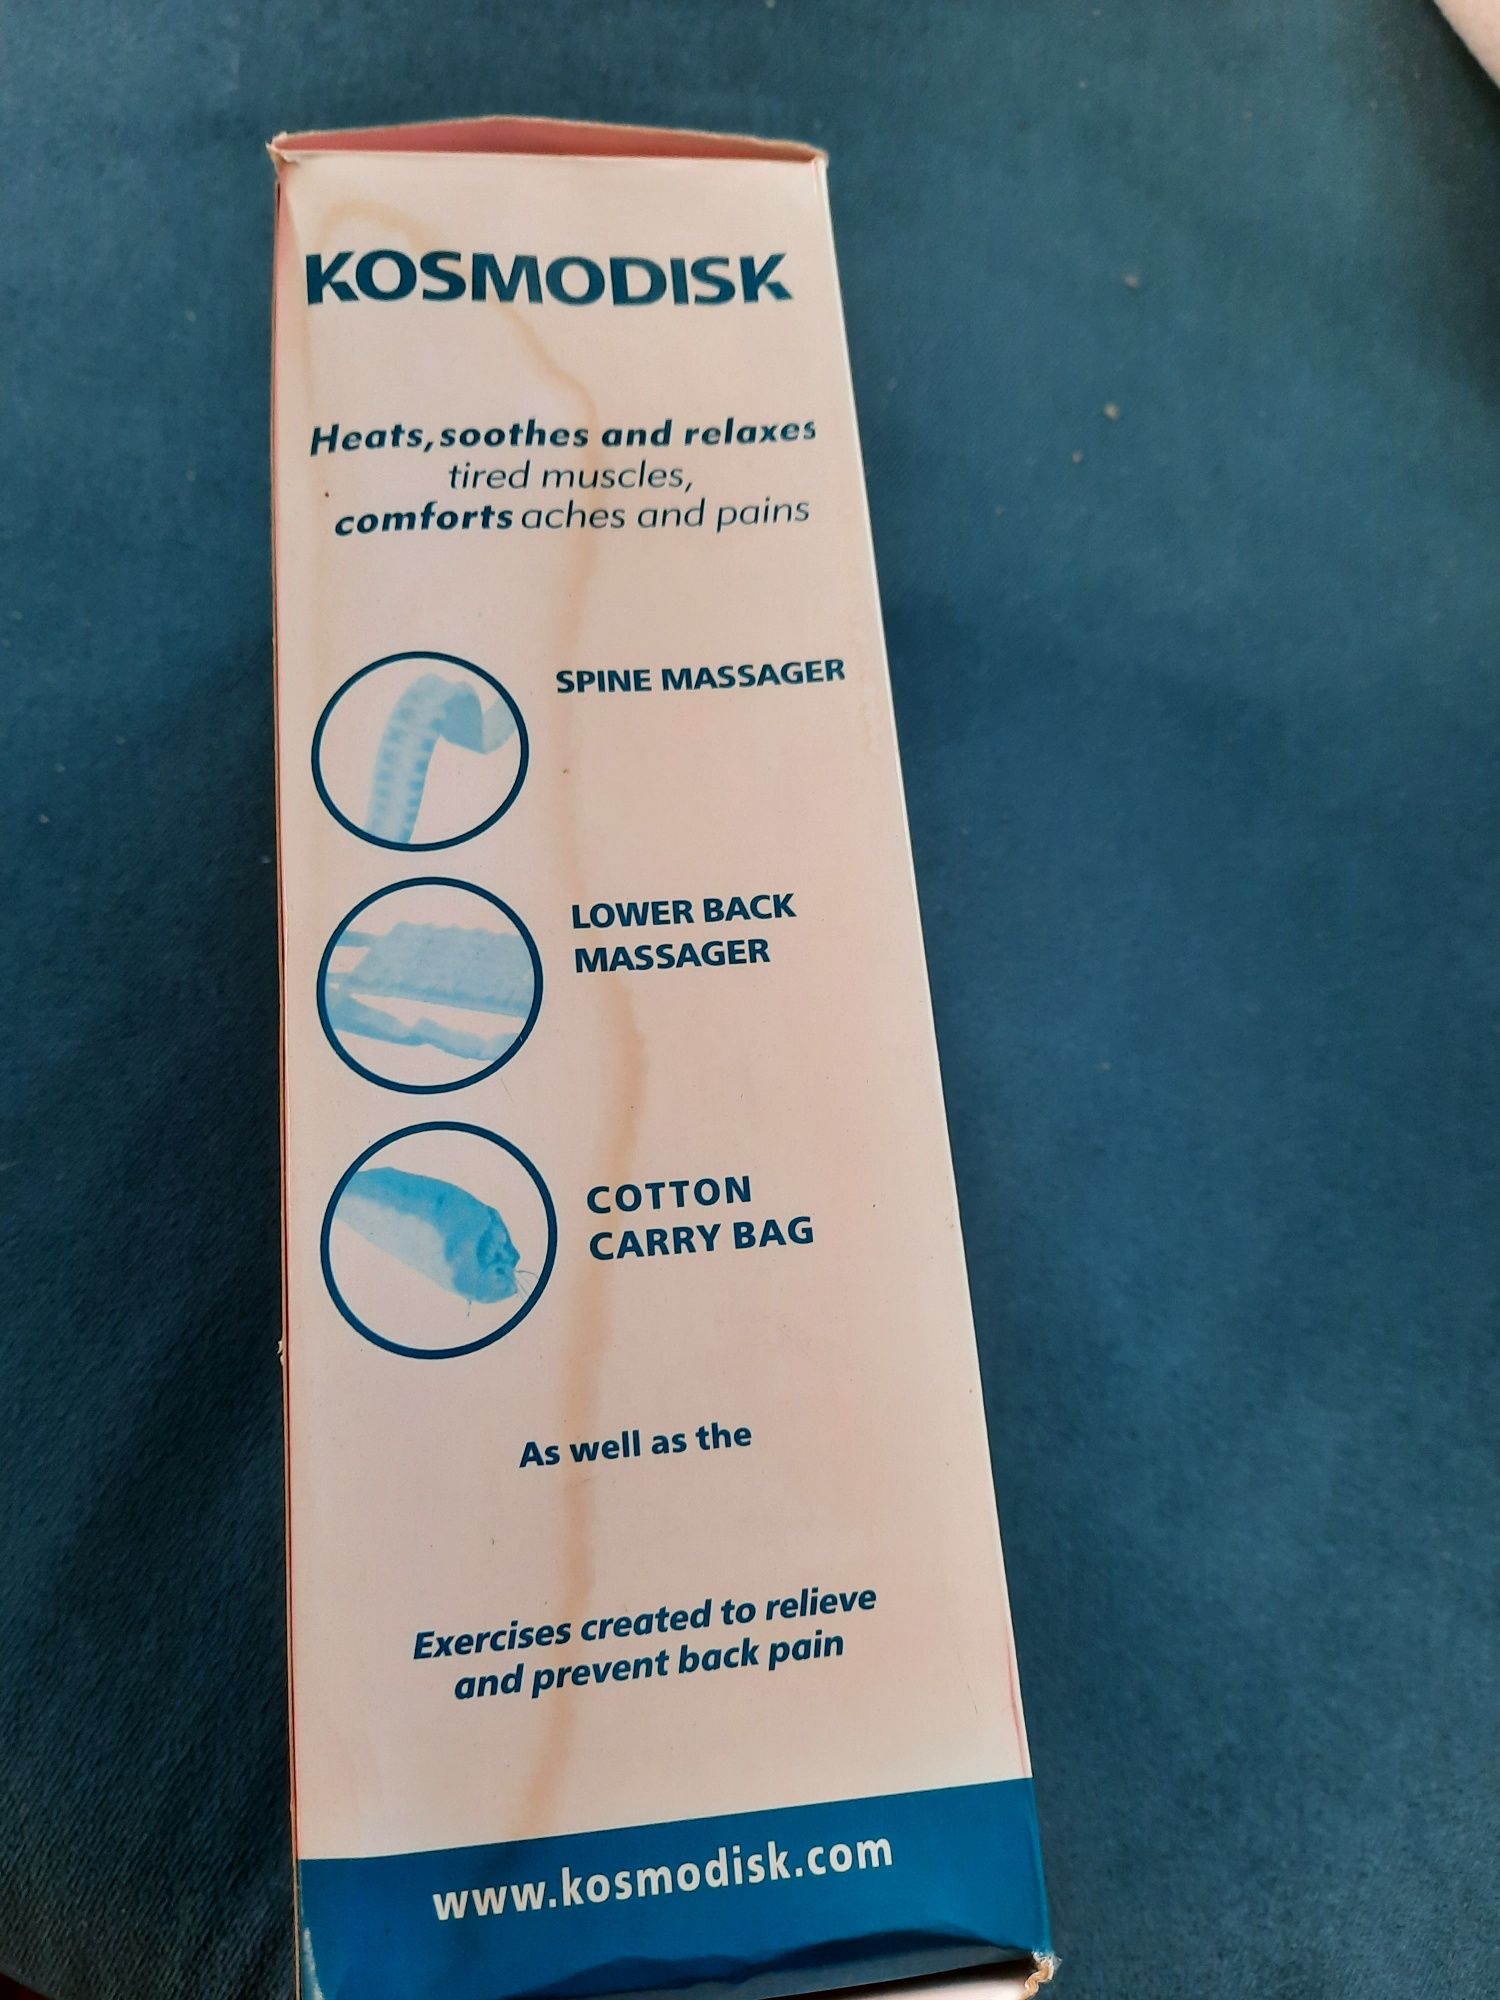 KOSMODISK
Heats, soothes and relaxes
tired muscles,
comforts aches and pains
SPINE MASSAGER
LOWER BACK
MASSAGER
COTTON
CARRY BAG
As well as the
Exercises created to relieve
and prevent back pain
www.kosmodisk.com